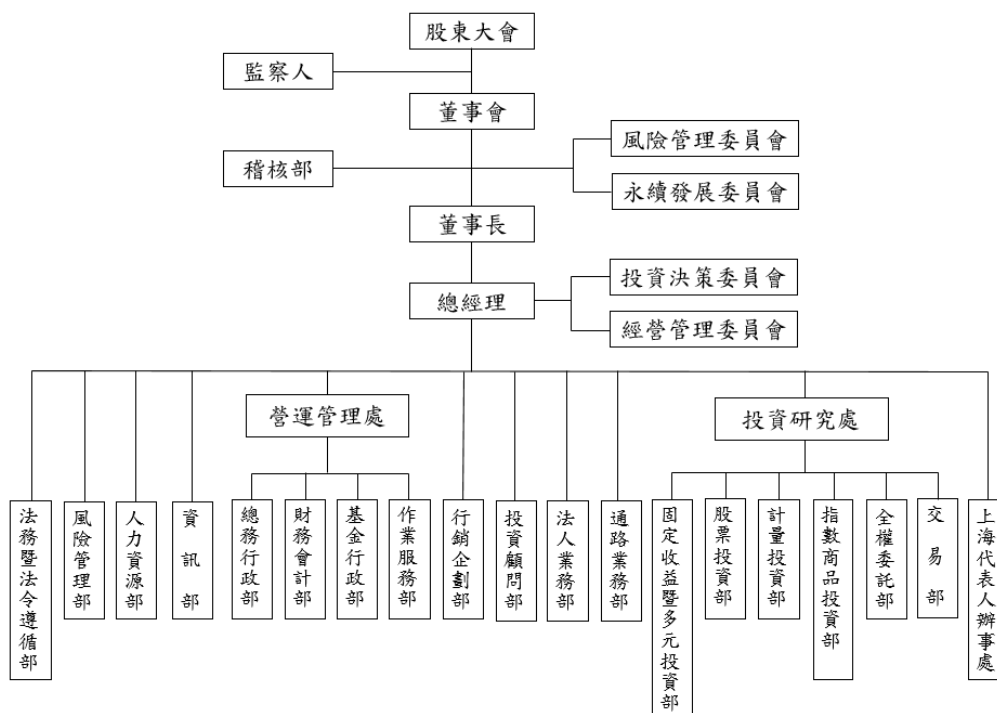 股東大會
監察人
董事會
風險管理委員會
稽核部
永續發展委員會
董事長
投資決策委員會
總經理
經營管理委員會
營運管理處
投資研究處
法務暨法令遵循部
風險管理部
人力資源部
資訊部
總務行政部
財務會計部
基金行政部
作業服務部
行銷企劃部
投資顧問部
法人業務部
通路業務部
固定收益暨多元投資部
股票投資部
計量投資部
指數商品投資部
全權委託部
交易部
上海代表人辦事處